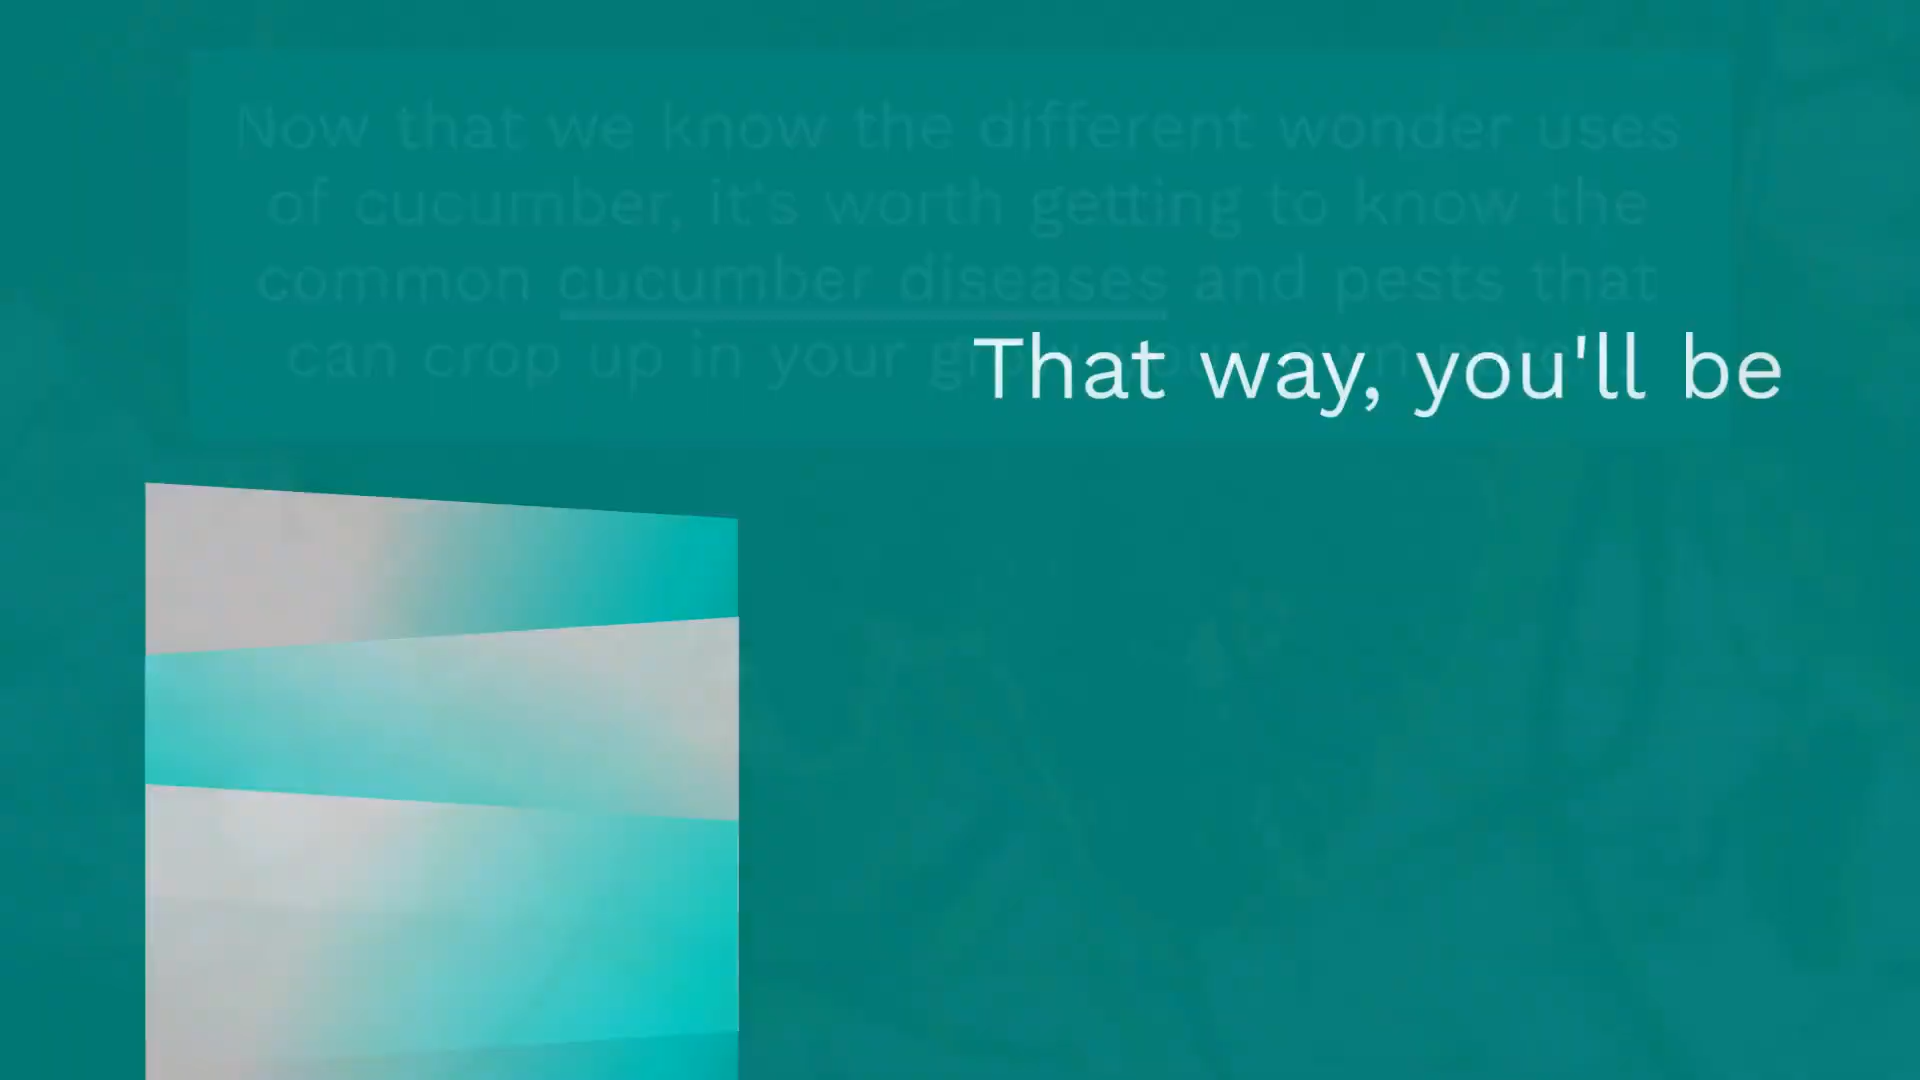 Now that we know the different wonder uses
of cucumber, it's worth getting to know the
common cucumber diseases and pests that
can crop up in your
That way, you'll be